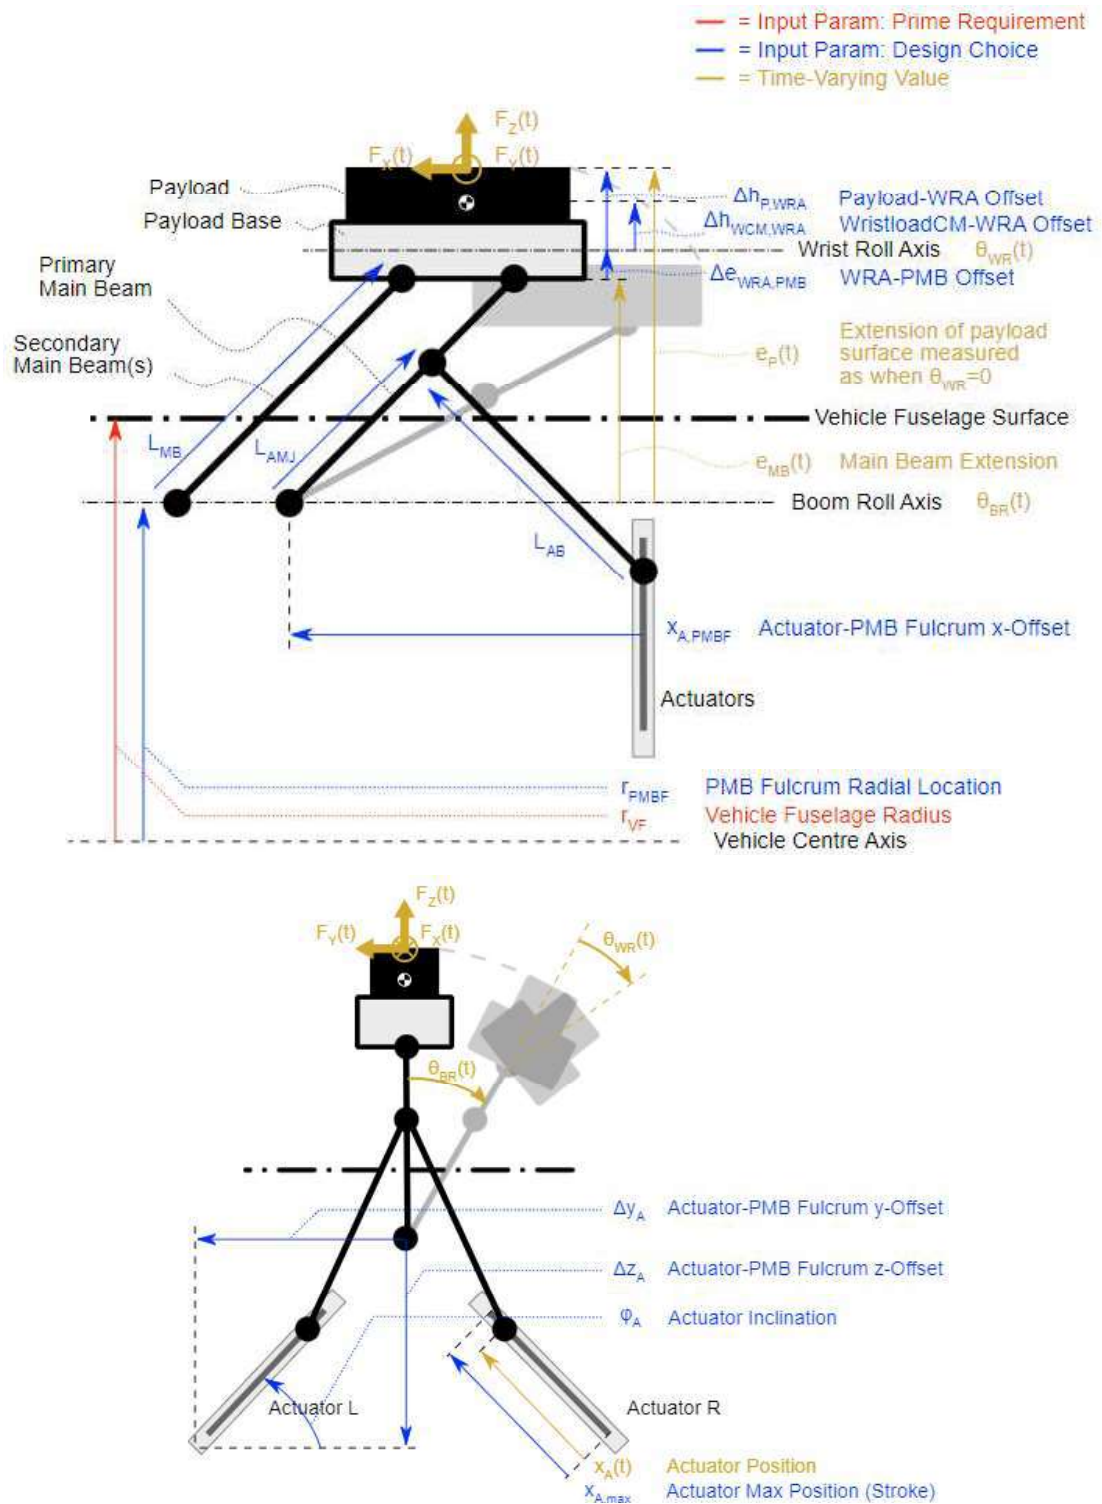 = Input Param: Prime Requirement
= Input Param: Design Choice
= Time-Varying Value
F_Z(t)
F_X(t) F_Y(t)
Payload
Payload Base
Δh_P,WRA Payload-WRA Offset
Δh_WCM,WRA WristloadCM-WRA Offset
Wrist Roll Axis θ_WR(t)
Δe_WRA,PMB WRA-PMB Offset
Primary
Main Beam
Secondary
Main Beam(s)
e_P(t) Extension of payload
surface measured
as when θ_WR=0
Vehicle Fuselage Surface
L_MB
L_AMJ
e_MB(t) Main Beam Extension
Boom Roll Axis θ_BR(t)
L_AB
x_A,PMBF Actuator-PMB Fulcrum x-Offset
Actuators
r_PMBF PMB Fulcrum Radial Location
r_VF Vehicle Fuselage Radius
Vehicle Centre Axis
F_Z(t)
F_Y(t) F_X(t)
θ_WR(t)
θ_BR(t)
Δy_A Actuator-PMB Fulcrum y-Offset
Δz_A Actuator-PMB Fulcrum z-Offset
φ_A Actuator Inclination
Actuator L
Actuator R
x_A(t) Actuator Position
x_A,max Actuator Max Position (Stroke)